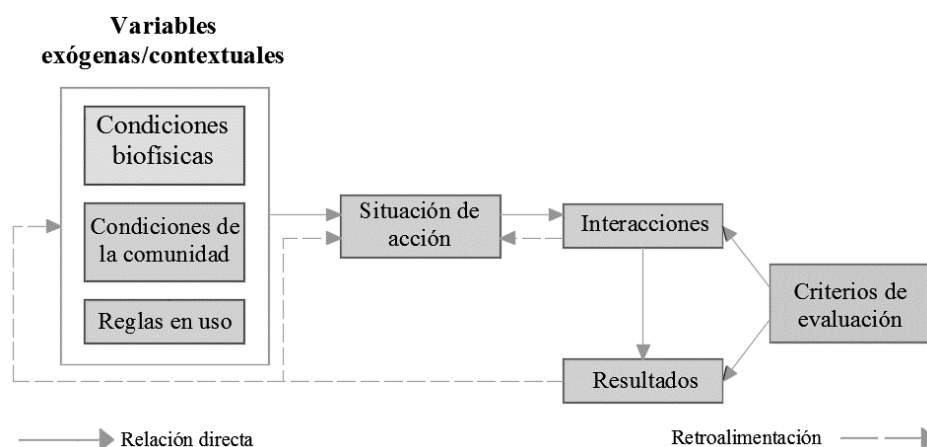 Variables
exógenas/contextuales
Condiciones
biofísicas
Condiciones de
la comunidad
Reglas en uso
Situación de
acción
Interacciones
Resultados
Criterios de
evaluación
Relación directa
Retroalimentación